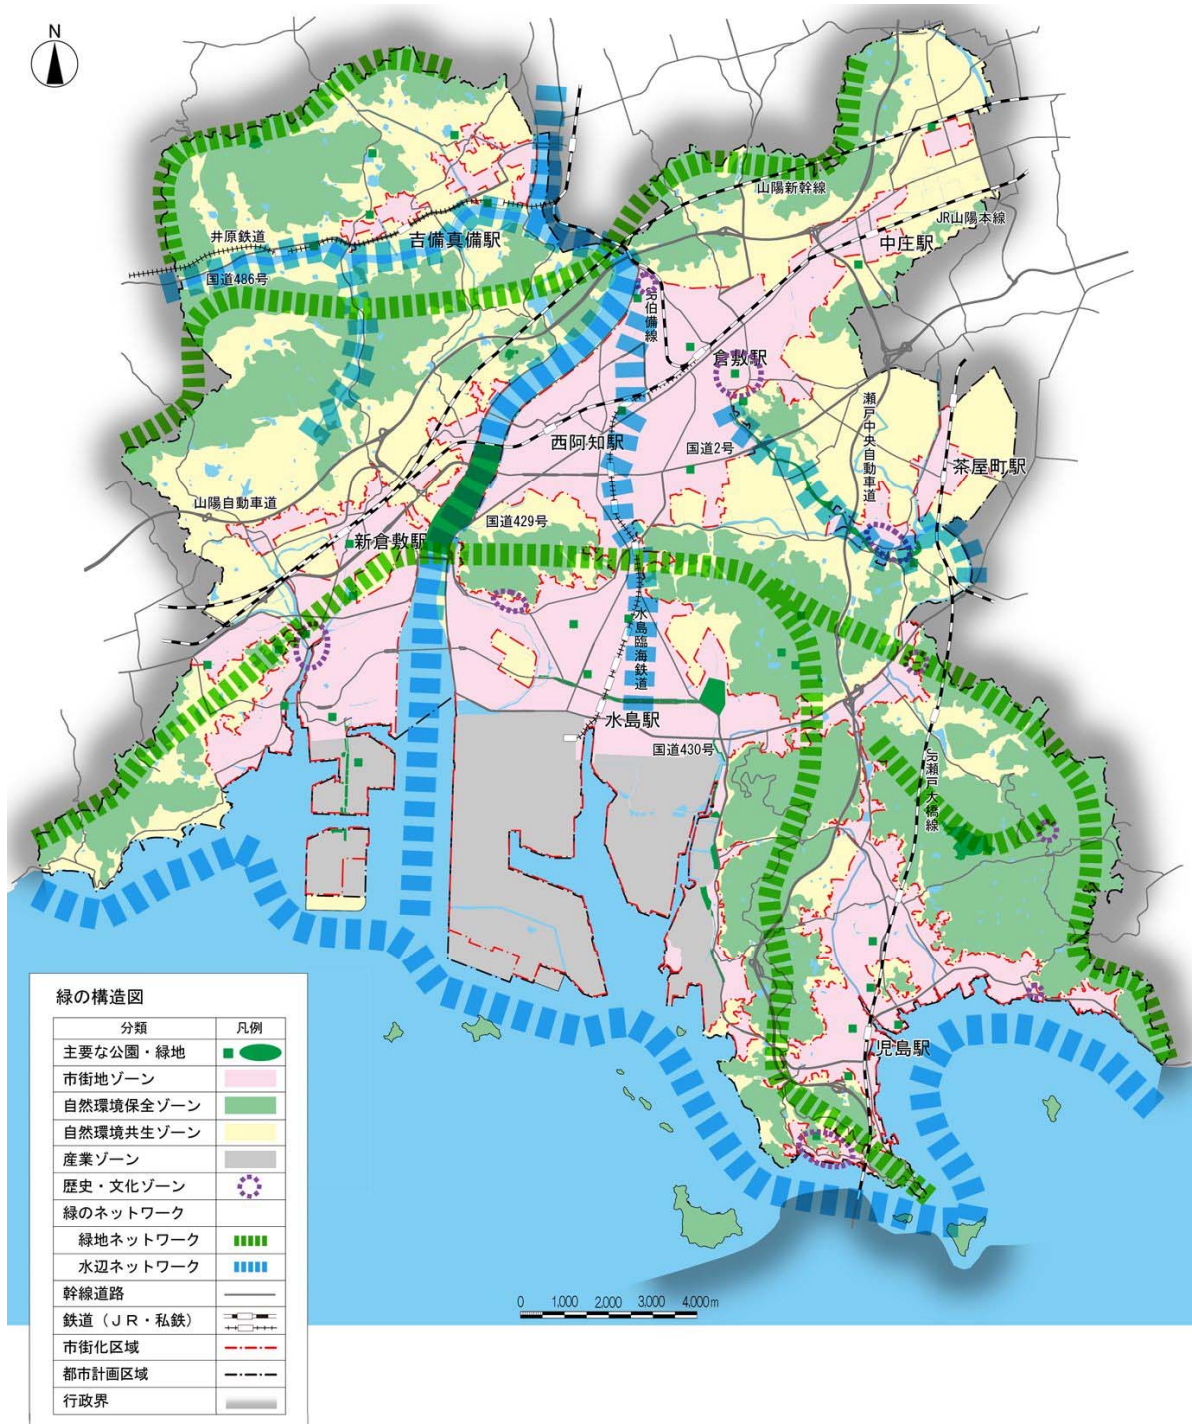 N
山陽新幹線
JR山陽本線
中庄駅
井原鉄道
吉備真備駅
国道486号
JR伯備線
倉敷駅
瀬戸中央自動車道
西阿知駅
国道2号
茶屋町駅
山陽自動車道
国道429号
新倉敷駅
水島臨海鉄道
水島駅
国道430号
JR瀬戸大橋線
児島駅
緑の構造図
分類 凡例
主要な公園・緑地
市街地ゾーン
自然環境保全ゾーン
自然環境共生ゾーン
産業ゾーン
歴史・文化ゾーン
緑のネットワーク
緑地ネットワーク
水辺ネットワーク
幹線道路
鉄道（ＪＲ・私鉄）
市街化区域
都市計画区域
行政界
0 1,000 2,000 3,000 4,000m